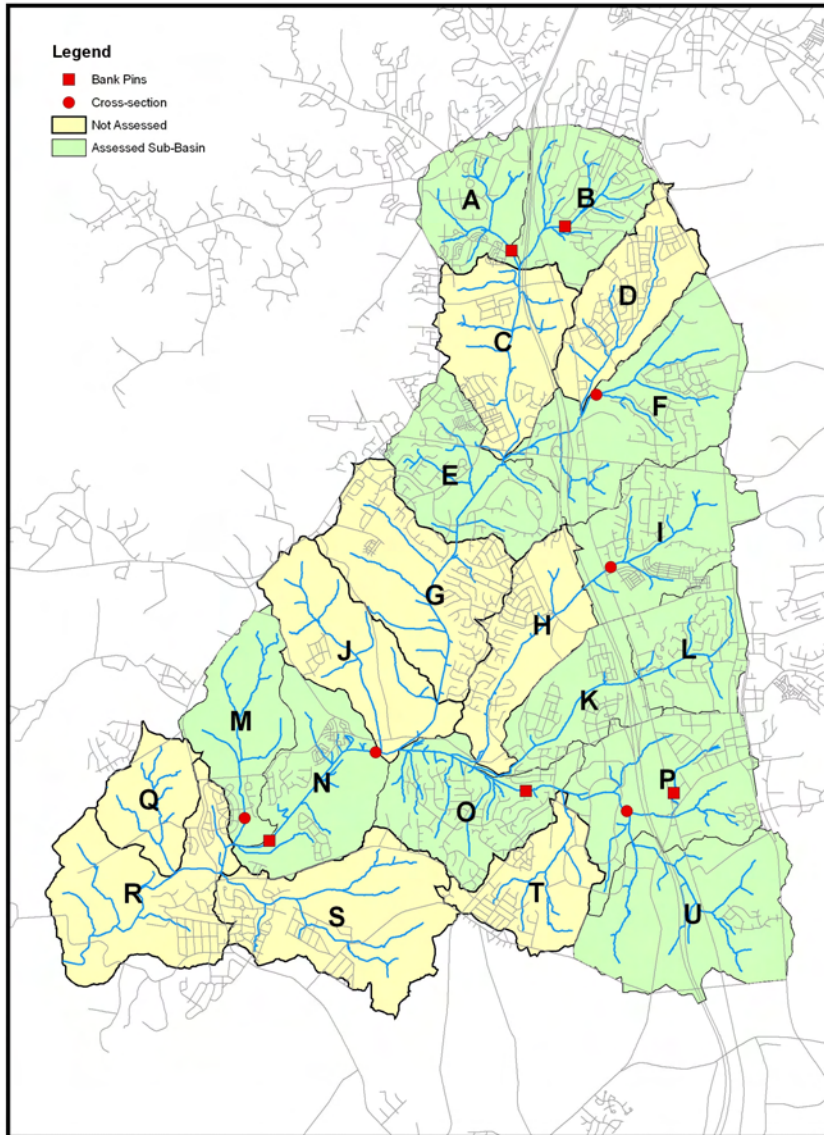 Legend
Bank Pins
Cross-section
Not Assessed
Assessed Sub-Basin
A
B
D
C
F
E
I
G
H
J
L
K
M
P
N
Q
O
R
T
S
U